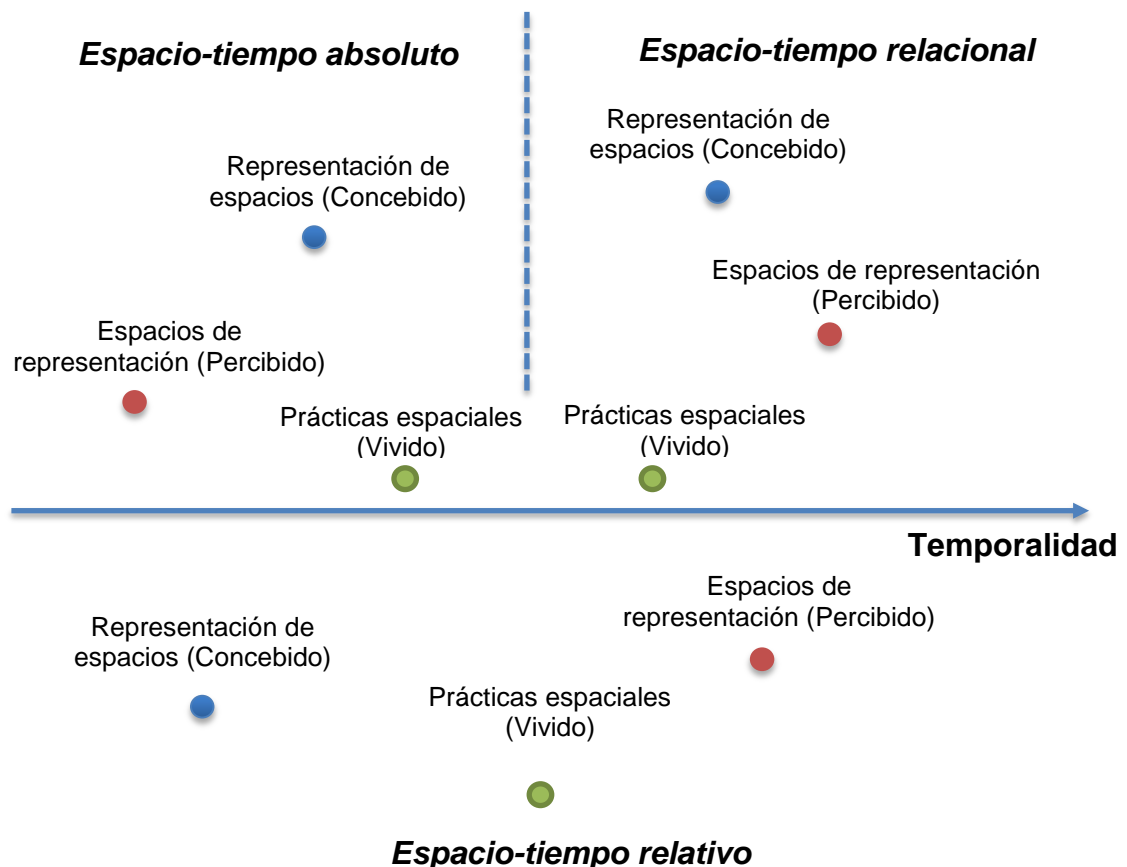 Espacio-tiempo absoluto
Espacio-tiempo relacional
Representación de
espacios (Concebido)
Representación de
espacios (Concebido)
Espacios de representación
(Percibido)
Espacios de
representación (Percibido)
Prácticas espaciales
(Vivido)
Prácticas espaciales
(Vivido)
Temporalidad
Espacios de
representación (Percibido)
Representación de
espacios (Concebido)
Prácticas espaciales
(Vivido)
Espacio-tiempo relativo